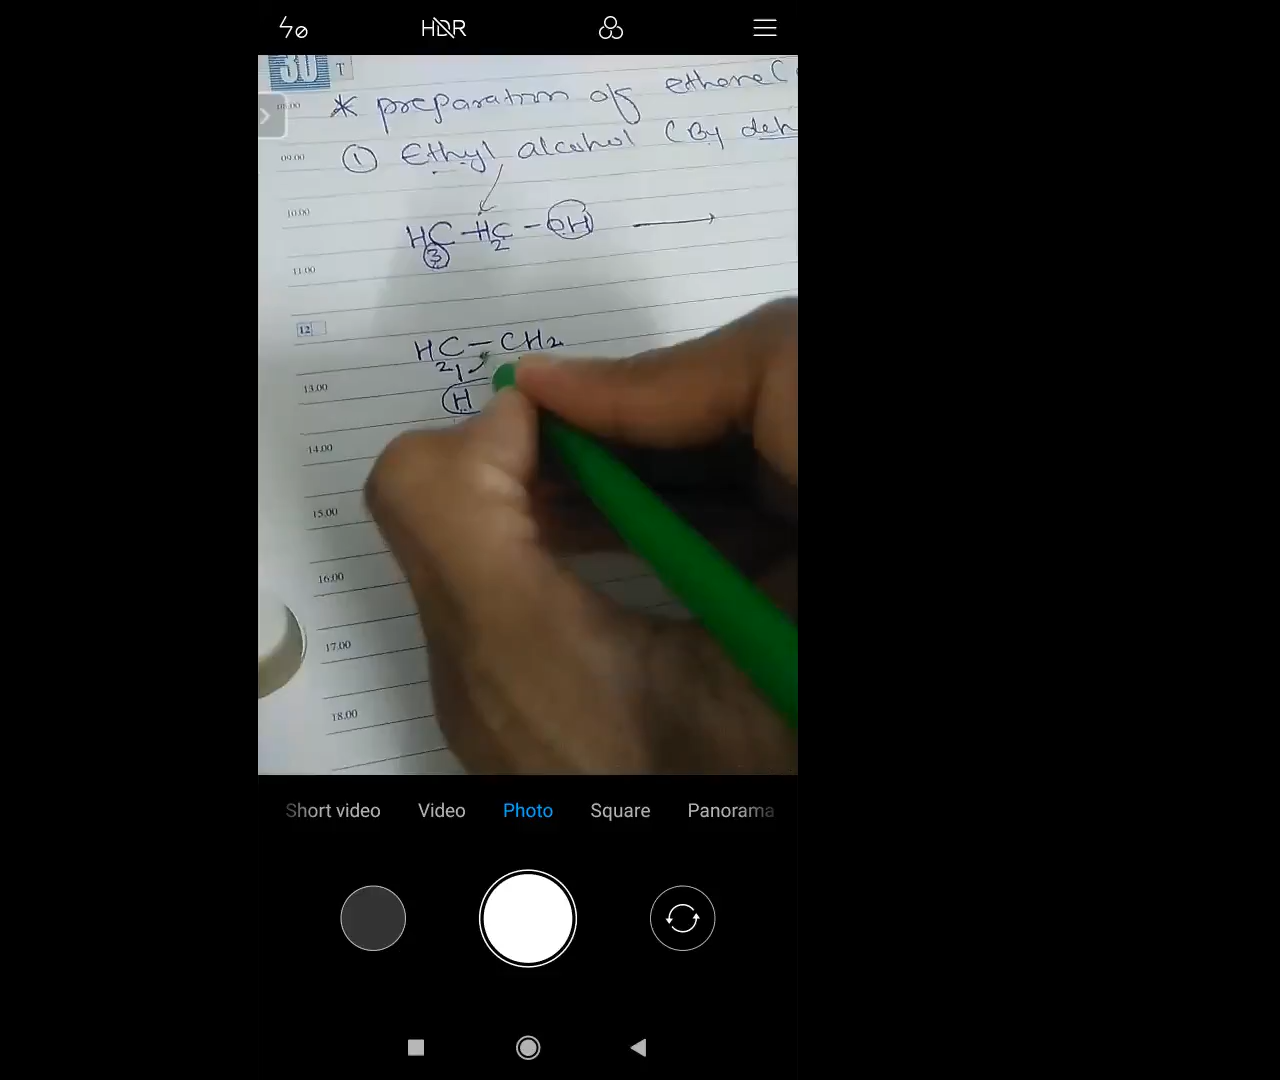 HDR
30 T
* preparation of ethene (
09.00 ① Ethyl alcohol (By deh
10.00
H3C - H2C - OH ⟶
11.00
12
H2C - CH2
13.00
H
14.00
15.00
16.00
17.00
18.00
Short video Video Photo Square Panorama